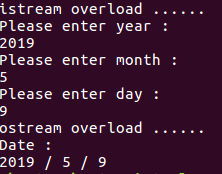 istream overload ......
Please enter year :
2019
Please enter month :
5
Please enter day :
9
ostream overload ......
Date :
2019 / 5 / 9